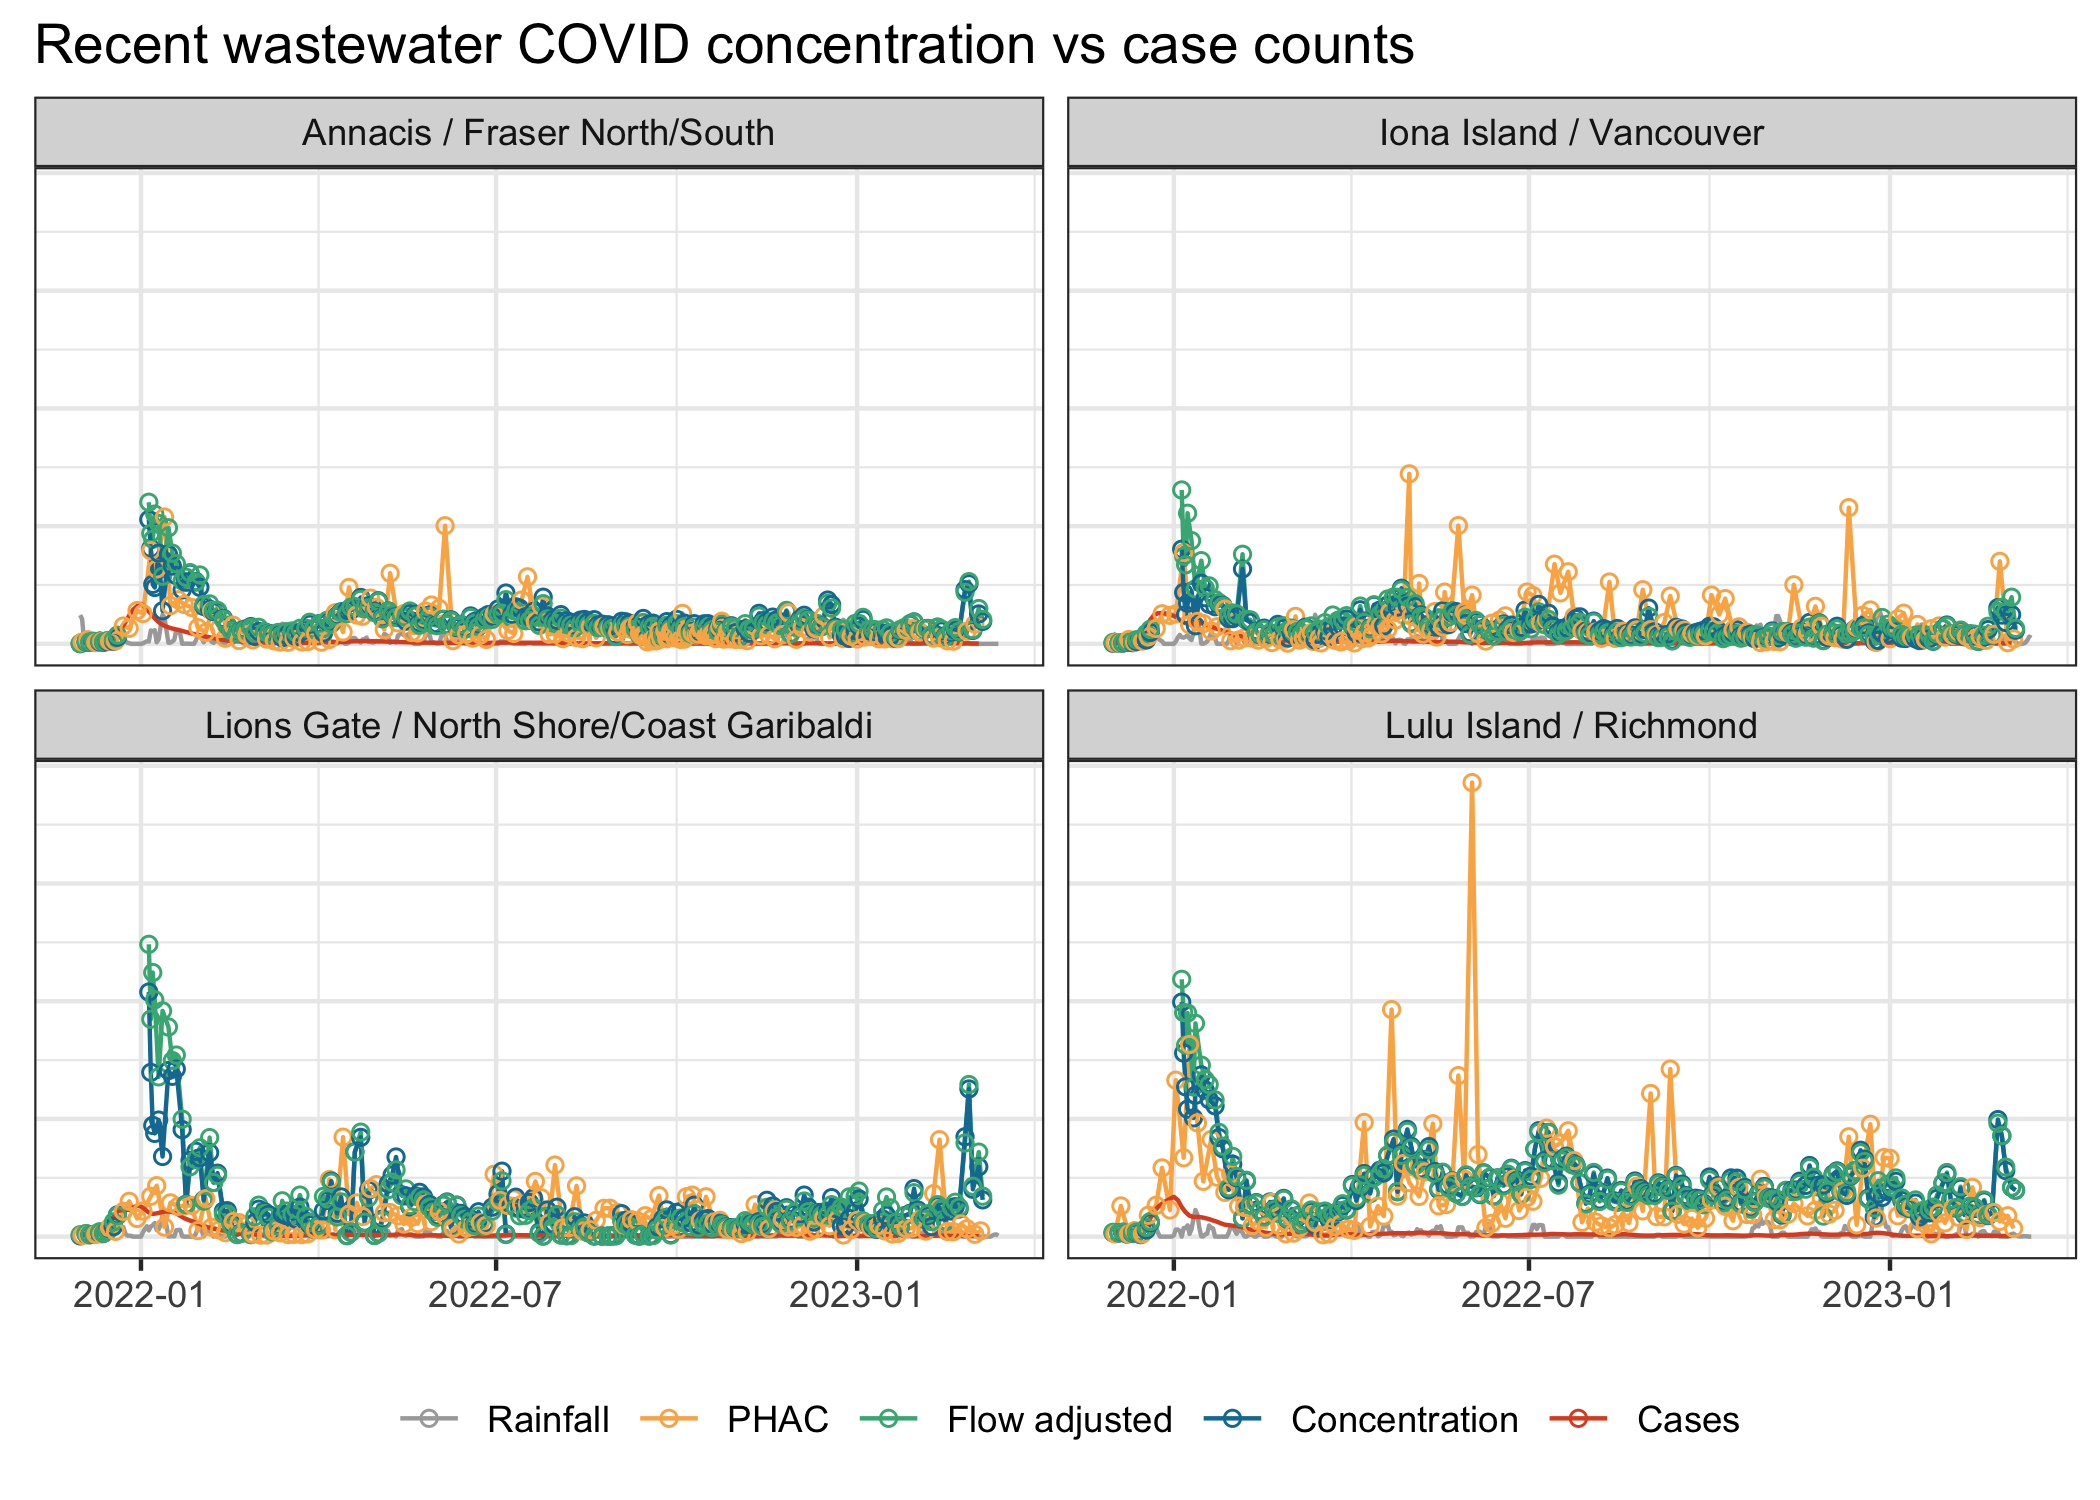 Recent wastewater COVID concentration vs case counts
Annacis / Fraser North/South
Iona Island / Vancouver
Lions Gate / North Shore/Coast Garibaldi
Lulu Island / Richmond
2022-01 2022-07 2023-01 2022-01 2022-07 2023-01
Rainfall PHAC Flow adjusted Concentration Cases